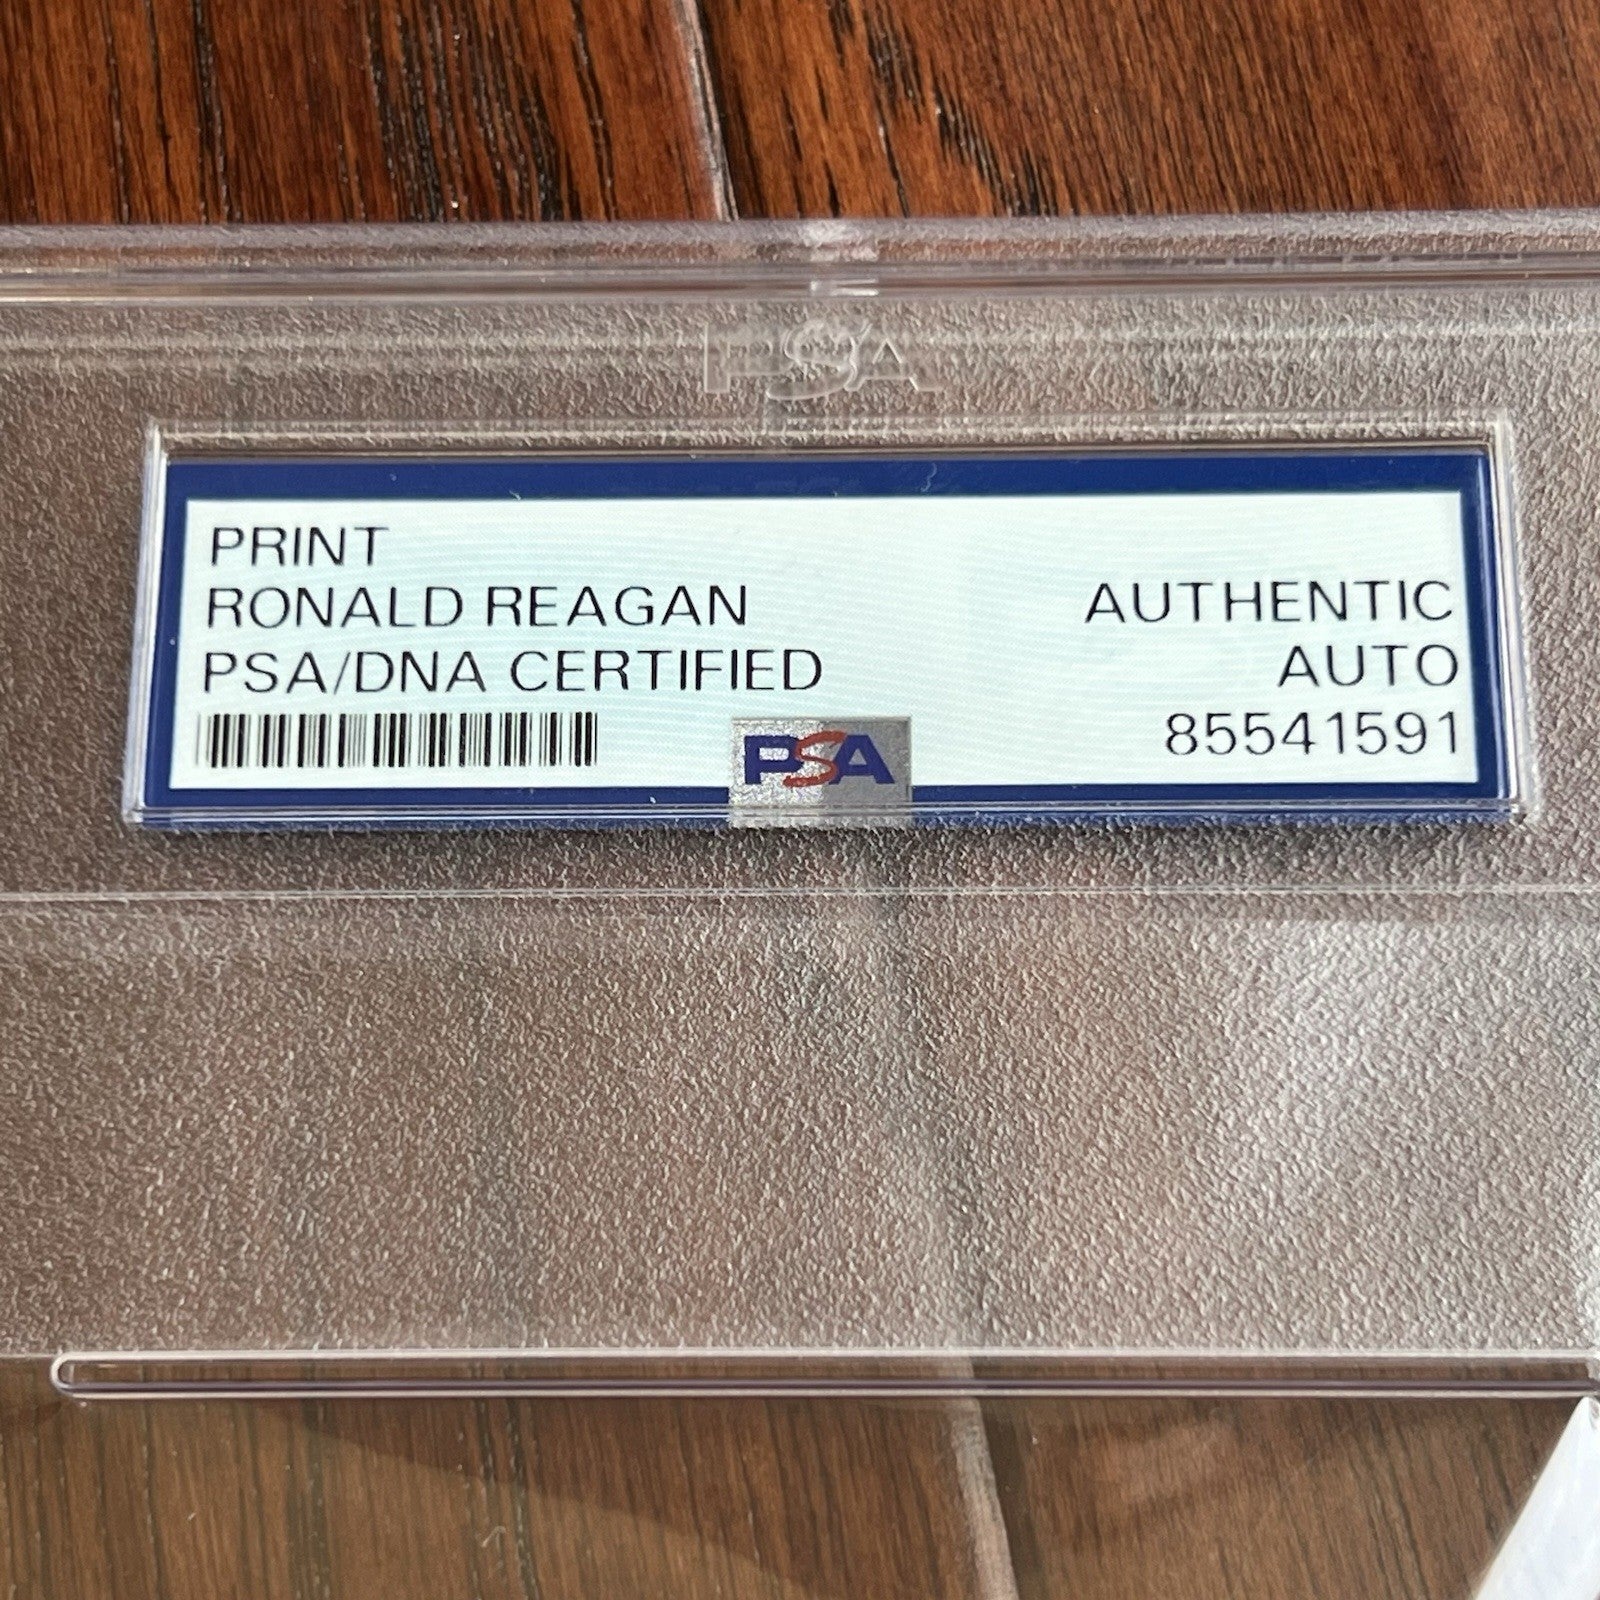 PSA
PRINT
RONALD REAGAN
PSA/DNA CERTIFIED
AUTHENTIC
AUTO
85541591
PSA